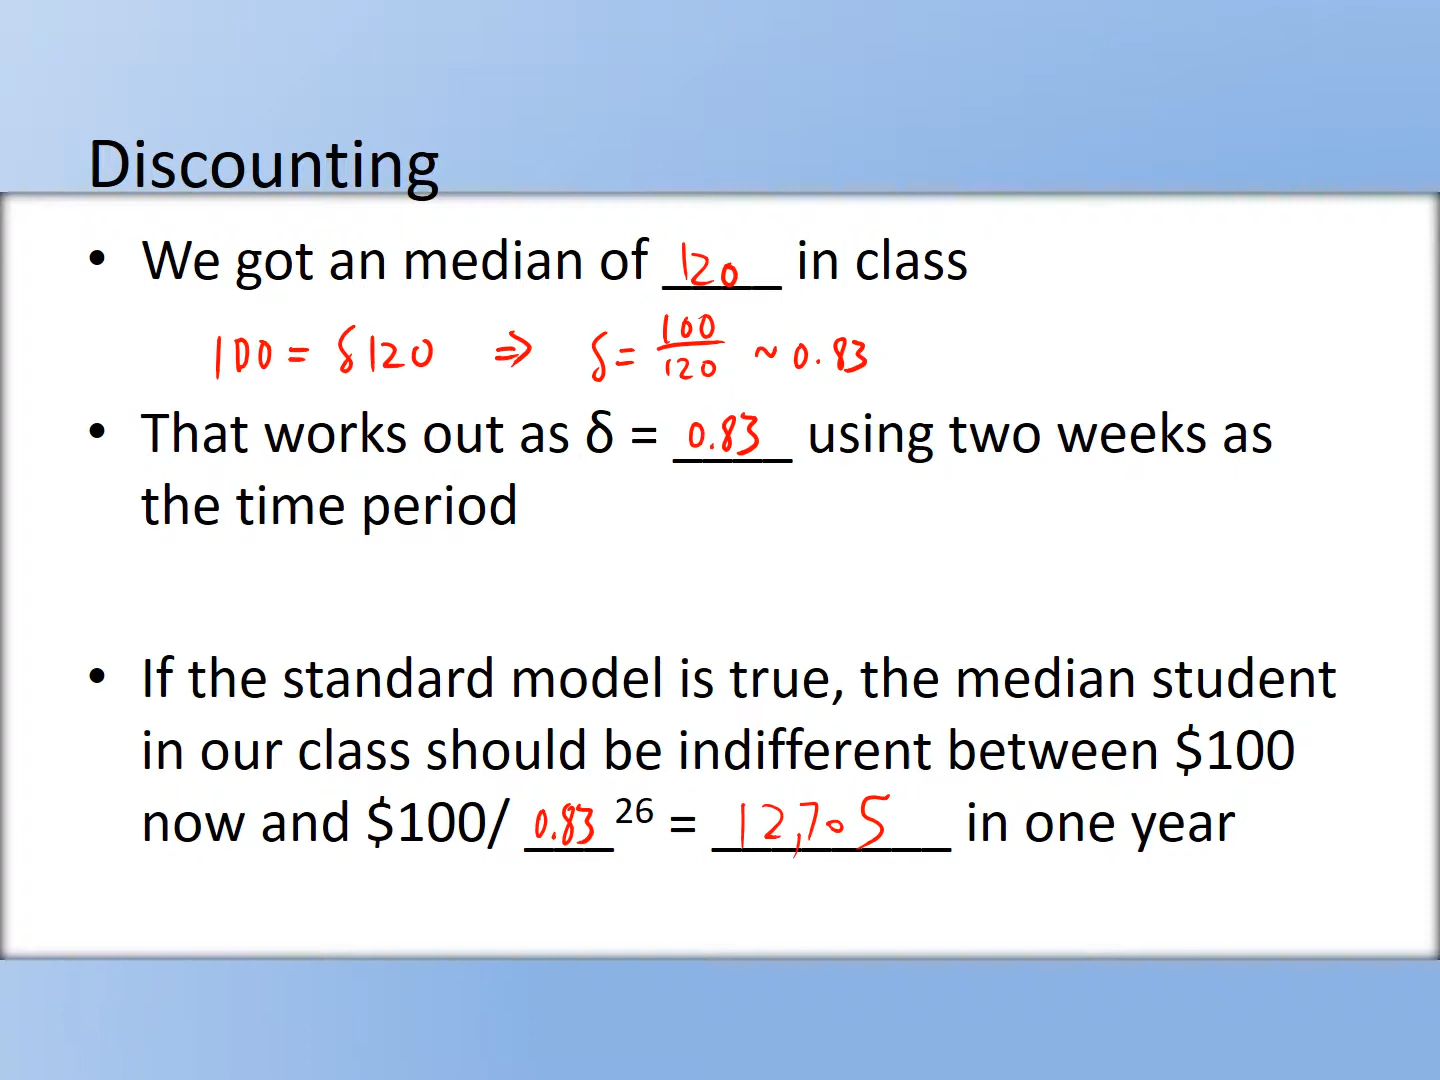 Discounting
• We got an median of 120 in class
100 = δ120 ⇒ δ = 100/120 ~ 0.83
• That works out as δ = 0.83 using two weeks as
the time period
• If the standard model is true, the median student
in our class should be indifferent between $100
now and $100/ 0.83 ²⁶ = 12,705 in one year